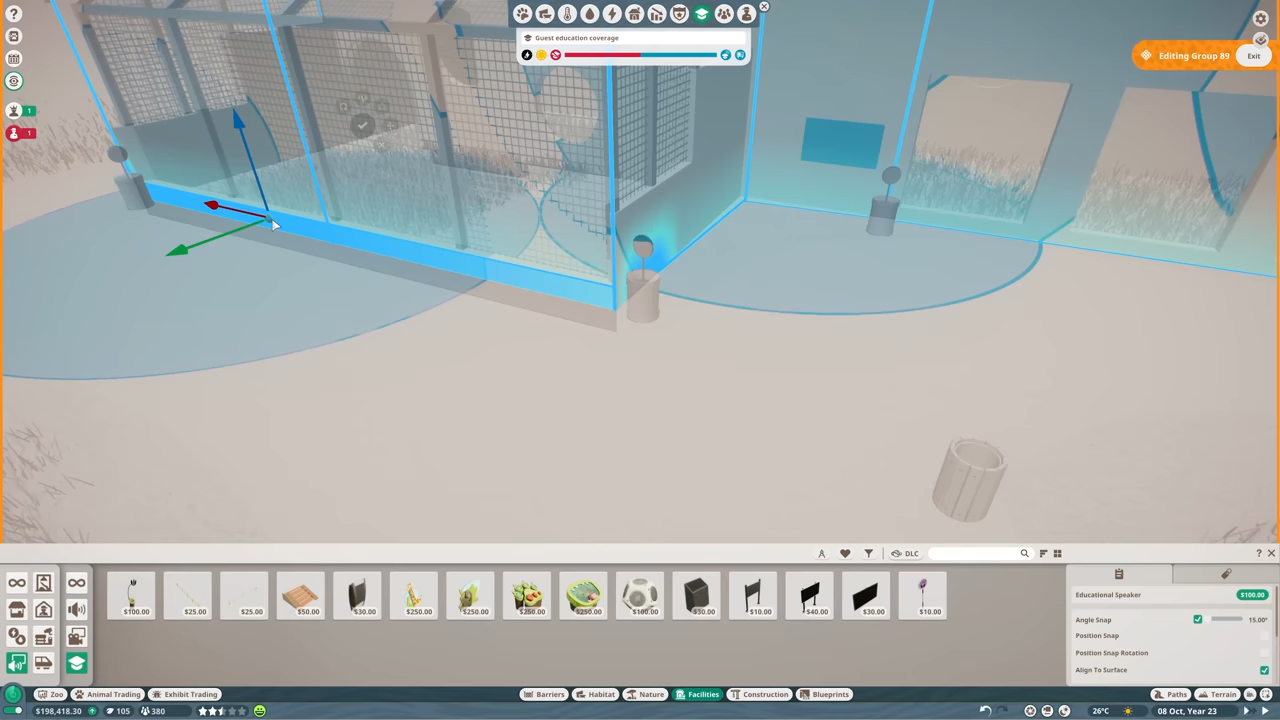 Guest education coverage
Editing Group 89
Exit
1
1
DLC
$100.00
$25.00
$25.00
$50.00
$30.00
$250.00
$250.00
$250.00
$250.00
$100.00
$30.00
$10.00
$40.00
$30.00
$10.00
Educational Speaker
$100.00
Angle Snap
15.00°
Position Snap
Position Snap Rotation
Align To Surface
Zoo
Animal Trading
Exhibit Trading
Barriers
Habitat
Nature
Facilities
Construction
Blueprints
Paths
Terrain
$198,418.30
105
380
26°C
08 Oct, Year 23